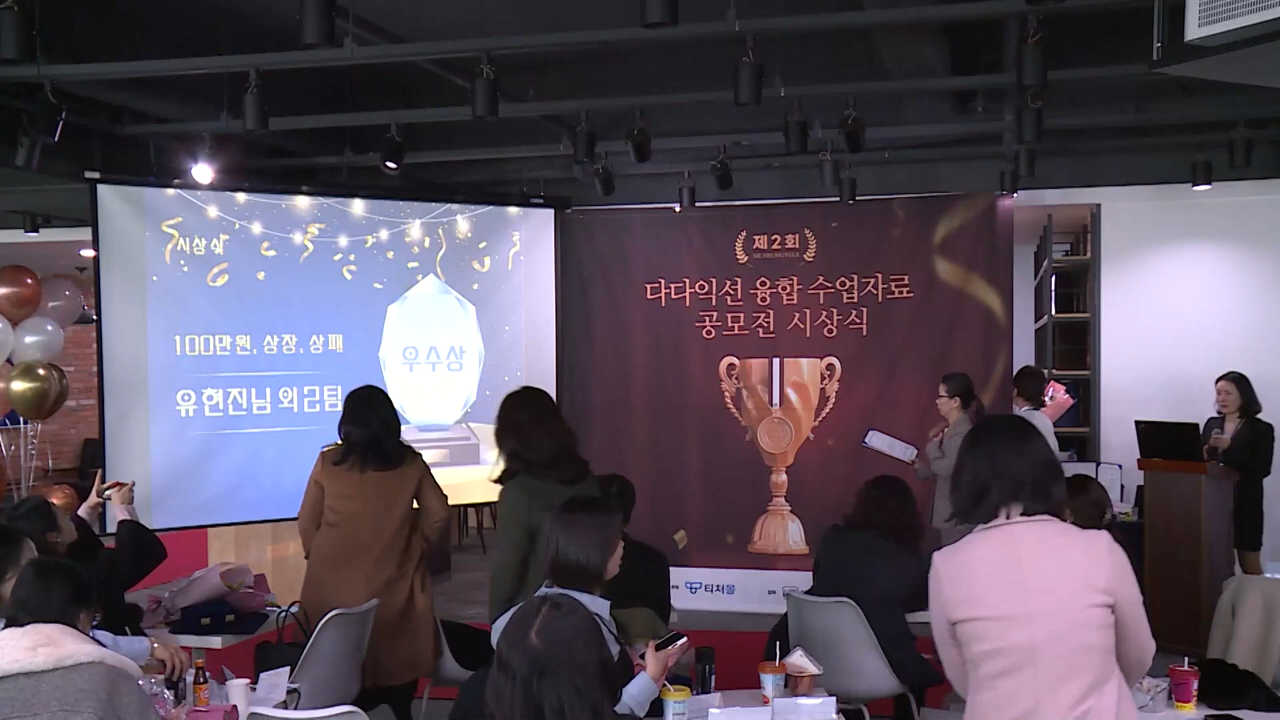 시상식
100만원, 상장, 상패
유현진님 외 2팀
우수상
제2회
NE NEUNGYULE
다다익선 융합 수업자료
공모전 시상식
티처몰